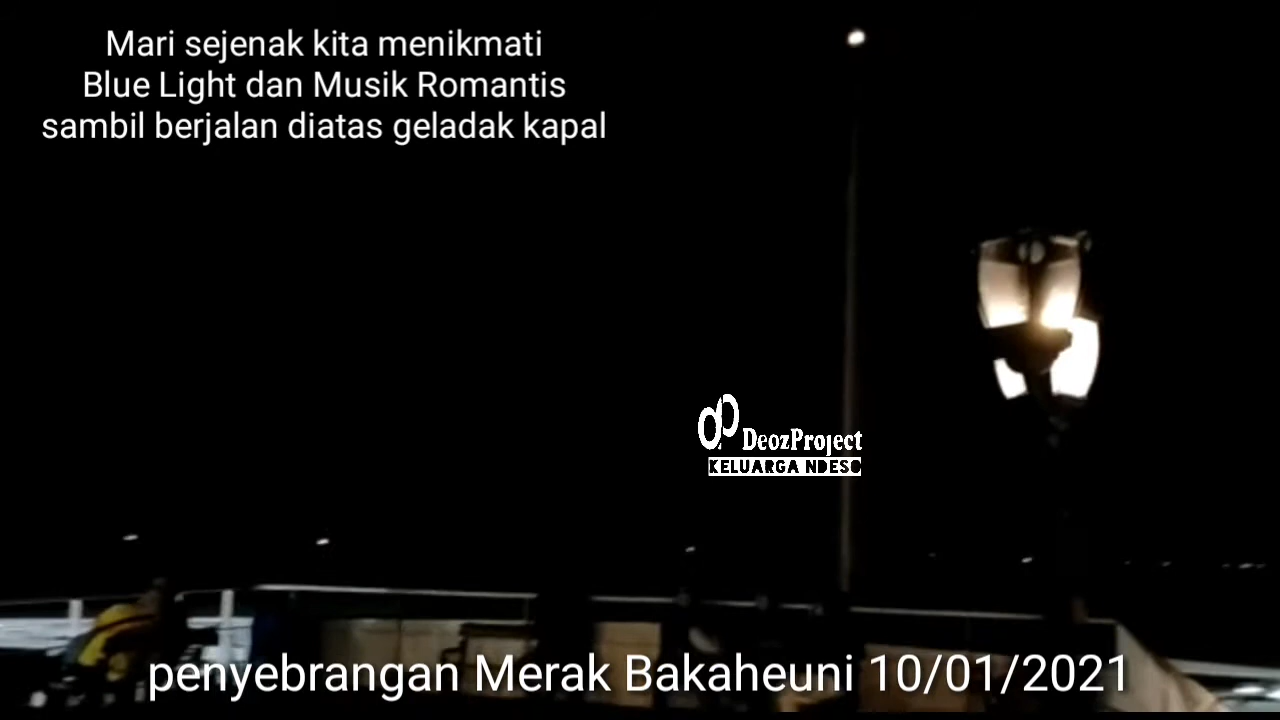 Mari sejenak kita menikmati
Blue Light dan Musik Romantis
sambil berjalan diatas geladak kapal
DeozProject
KELUARGA NDESO
penyebrangan Merak Bakaheuni 10/01/2021